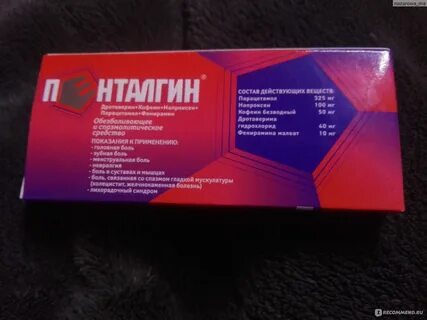 ПЕНТАЛГИН®
Дротаверин•Кофеин•Напроксен•
Парацетамол•Фенирамин
Обезболивающее
и спазмолитическое
средство
ПОКАЗАНИЯ К ПРИМЕНЕНИЮ:
- головная боль
- зубная боль
- менструальная боль
- невралгия
- боль в суставах и мышцах
- боль, связанная со спазмом гладкой мускулатуры
(холецистит, желчнокаменная болезнь)
- лихорадочный синдром
СОСТАВ ДЕЙСТВУЮЩИХ ВЕЩЕСТВ:
Парацетамол 325 мг
Напроксен 100 мг
Кофеин безводный 50 мг
Дротаверина
гидрохлорид 40 мг
Фенирамина малеат 10 мг
RECOMMEND.RU